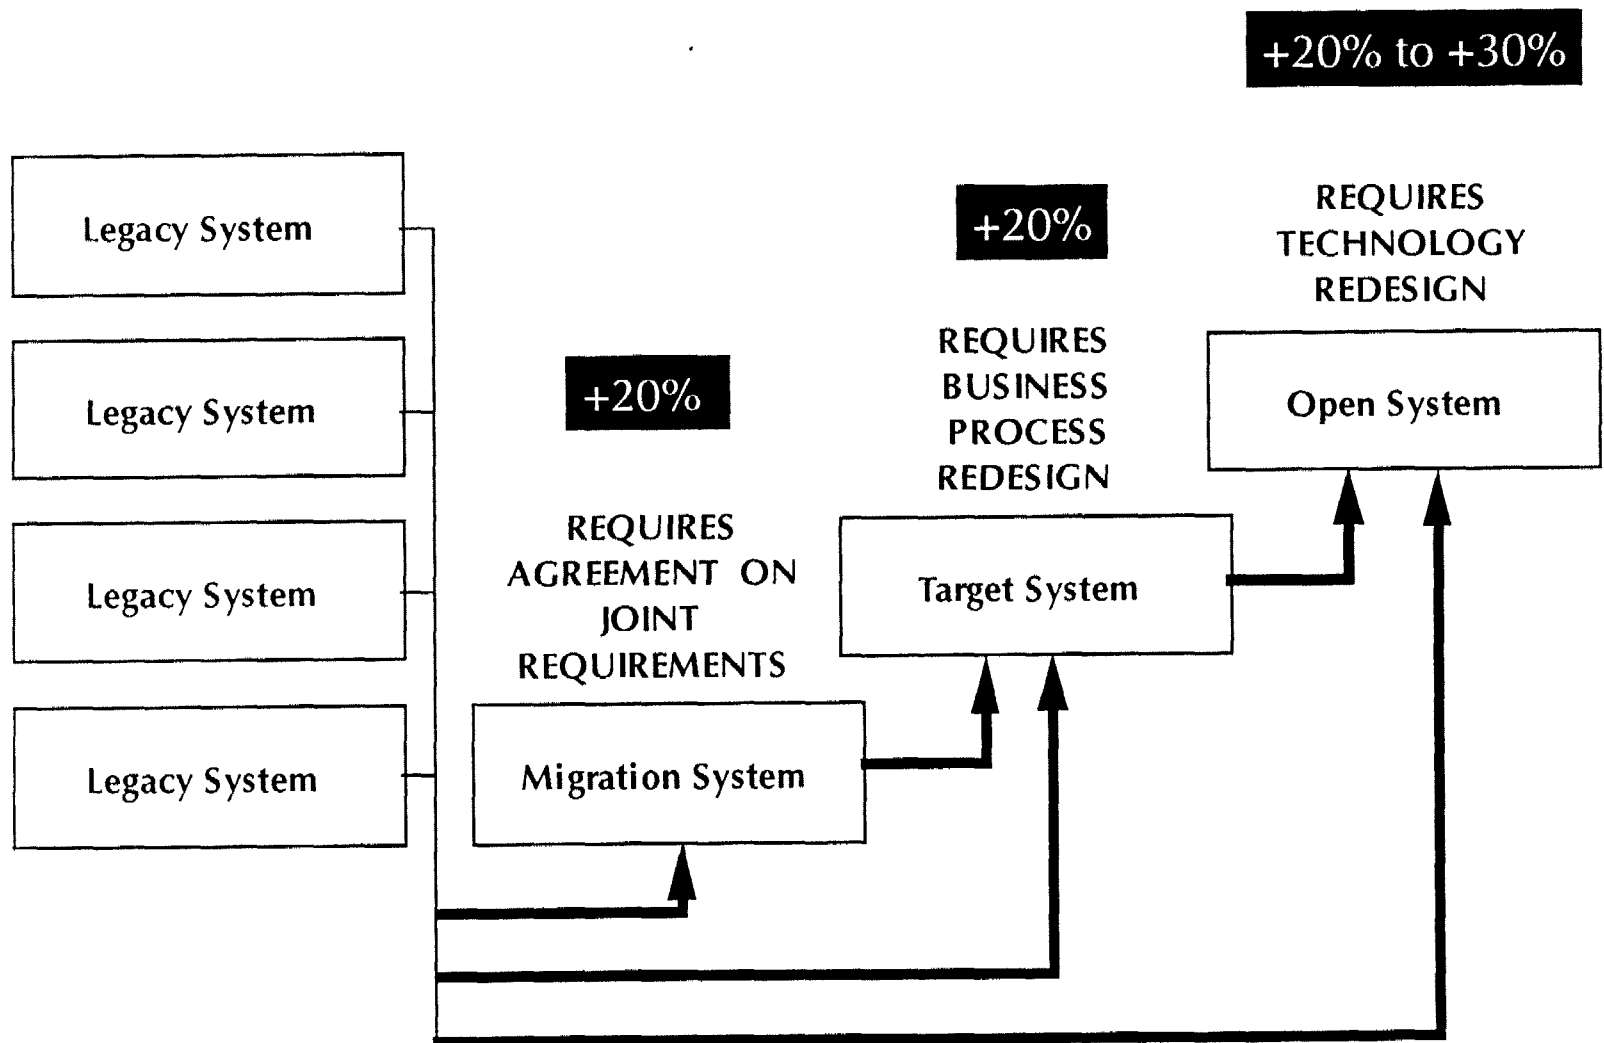 +20% to +30%
REQUIRES
TECHNOLOGY
REDESIGN
Open System
+20%
REQUIRES
BUSINESS
PROCESS
REDESIGN
Target System
+20%
REQUIRES
AGREEMENT ON
JOINT
REQUIREMENTS
Migration System
Legacy System
Legacy System
Legacy System
Legacy System